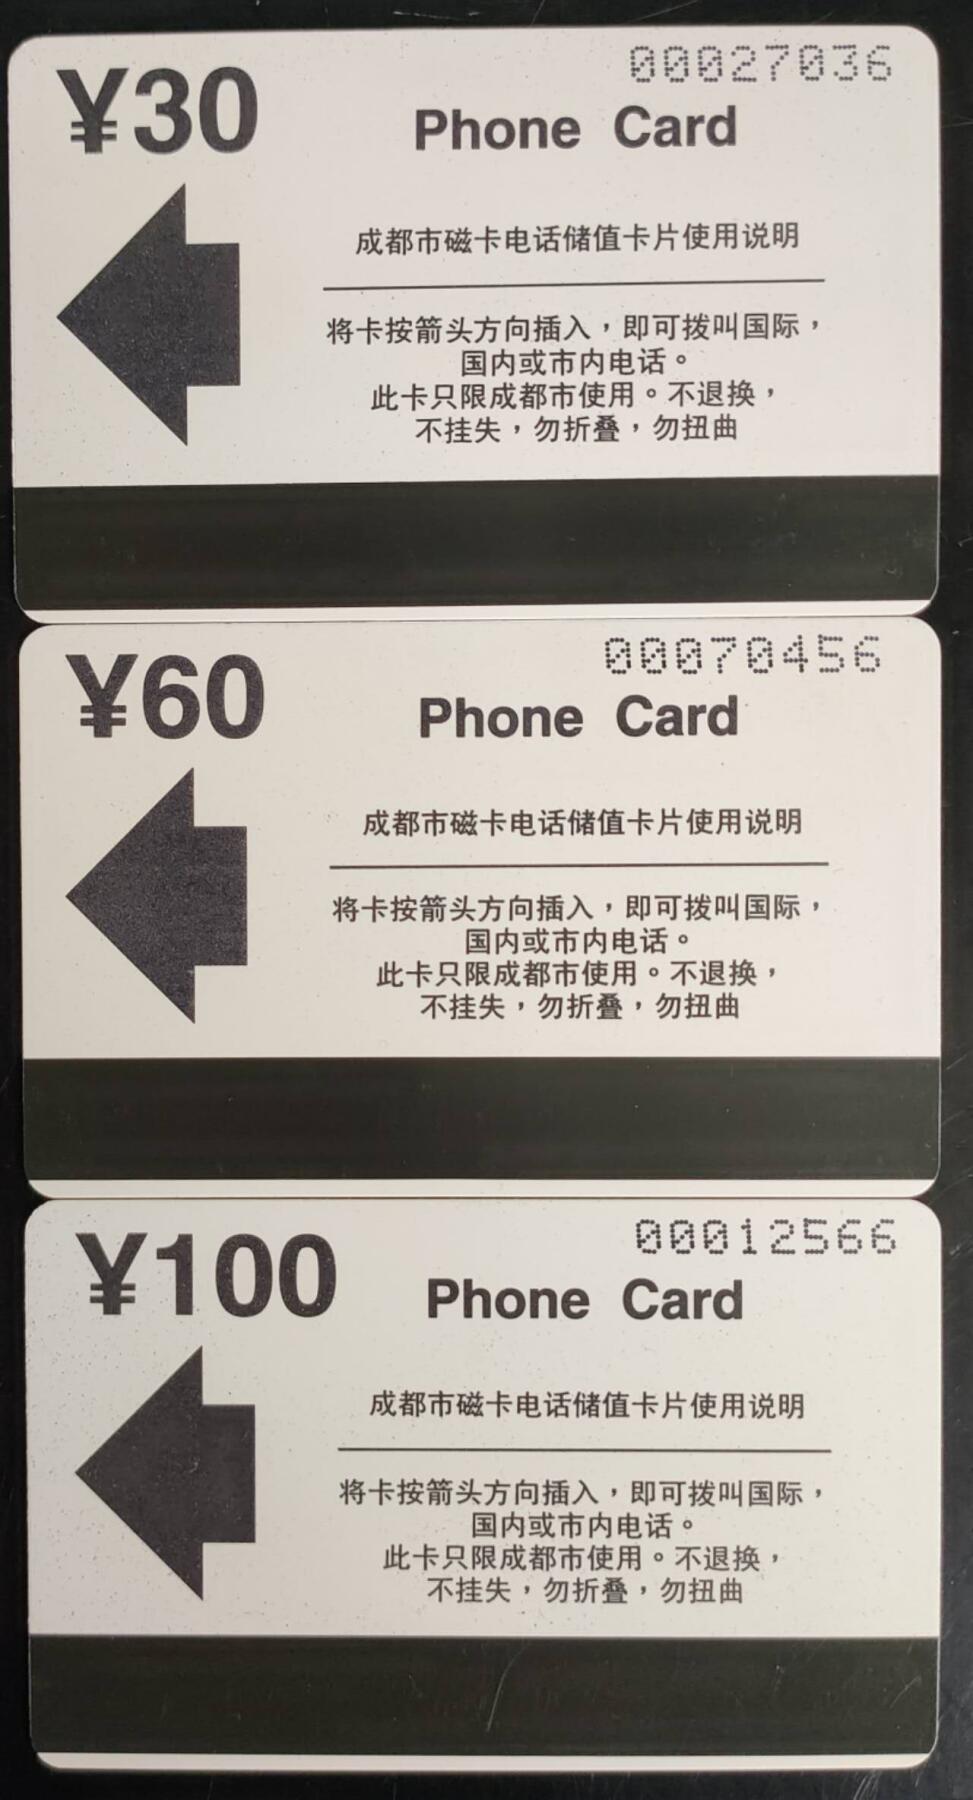 ¥30
00027036
Phone Card
成都市磁卡电话储值卡片使用说明
将卡按箭头方向插入，即可拨叫国际，
国内或市内电话。
此卡只限成都市使用。不退换，
不挂失，勿折叠，勿扭曲
¥60
00070456
Phone Card
成都市磁卡电话储值卡片使用说明
将卡按箭头方向插入，即可拨叫国际，
国内或市内电话。
此卡只限成都市使用。不退换，
不挂失，勿折叠，勿扭曲
¥100
00012566
Phone Card
成都市磁卡电话储值卡片使用说明
将卡按箭头方向插入，即可拨叫国际，
国内或市内电话。
此卡只限成都市使用。不退换，
不挂失，勿折叠，勿扭曲